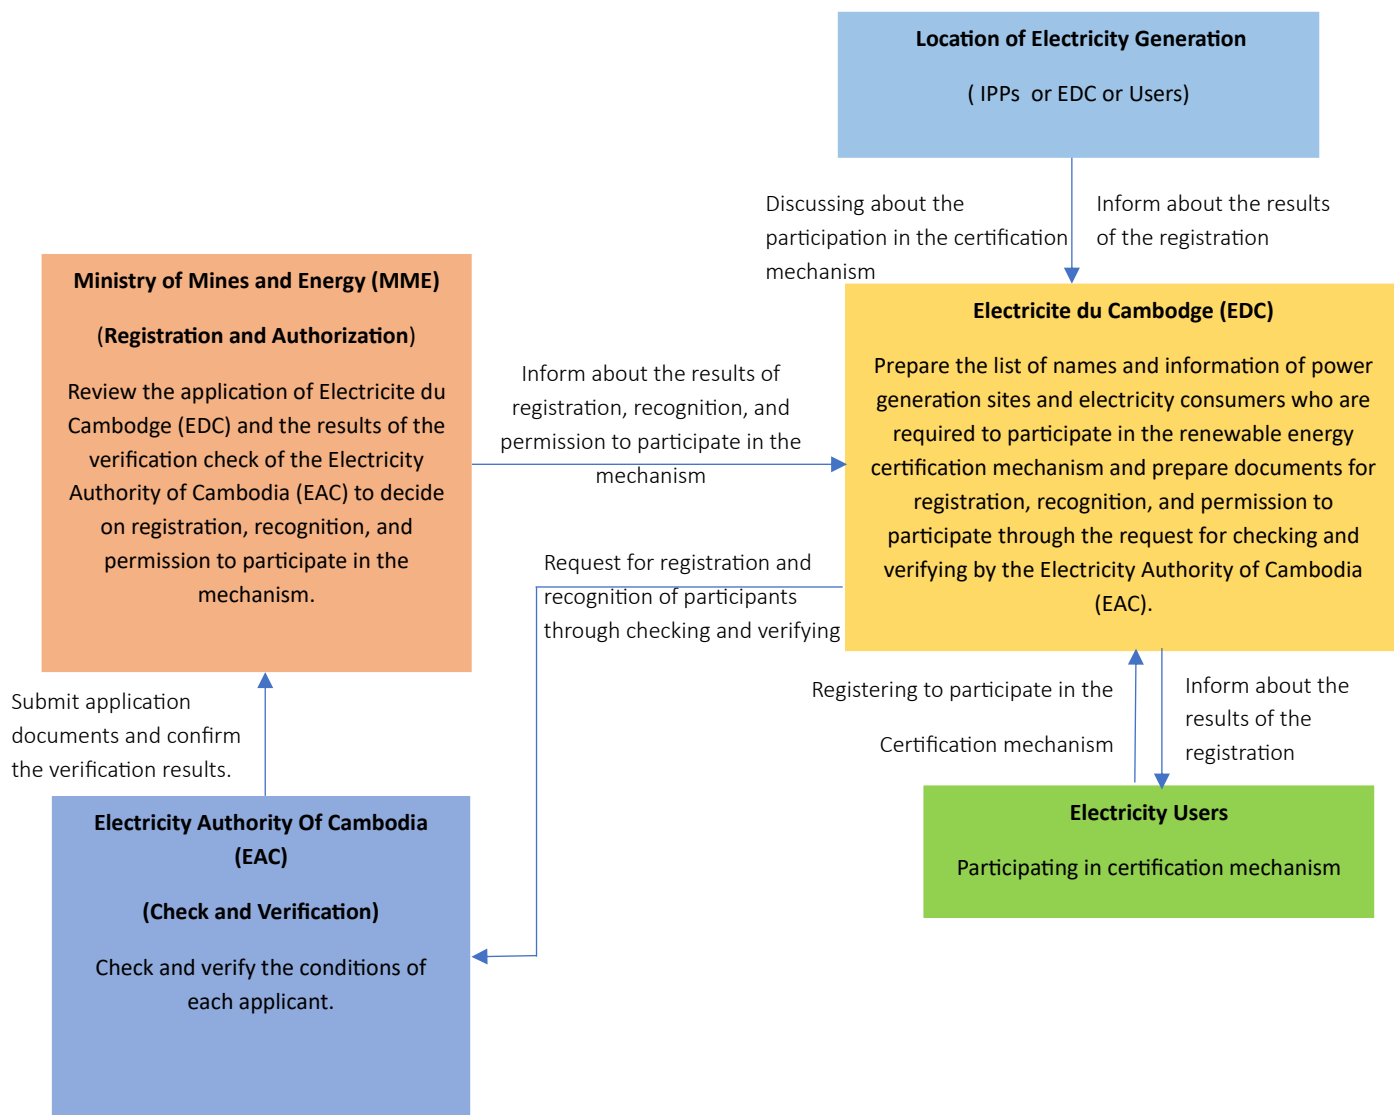 Location of Electricity Generation
( IPPs or EDC or Users)
Discussing about the
participation in the certification
mechanism
Inform about the results
of the registration
Ministry of Mines and Energy (MME)
(Registration and Authorization)
Review the application of Electricite du
Cambodge (EDC) and the results of the
verification check of the Electricity
Authority of Cambodia (EAC) to decide
on registration, recognition, and
permission to participate in the
mechanism.
Inform about the results of
registration, recognition, and
permission to participate in the
mechanism
Electricite du Cambodge (EDC)
Prepare the list of names and information of power
generation sites and electricity consumers who are
required to participate in the renewable energy
certification mechanism and prepare documents for
registration, recognition, and permission to
participate through the request for checking and
verifying by the Electricity Authority of Cambodia
(EAC).
Request for registration and
recognition of participants
through checking and verifying
Submit application
documents and confirm
the verification results.
Registering to participate in the
Certification mechanism
Inform about the
results of the
registration
Electricity Authority Of Cambodia
(EAC)
(Check and Verification)
Check and verify the conditions of
each applicant.
Electricity Users
Participating in certification mechanism